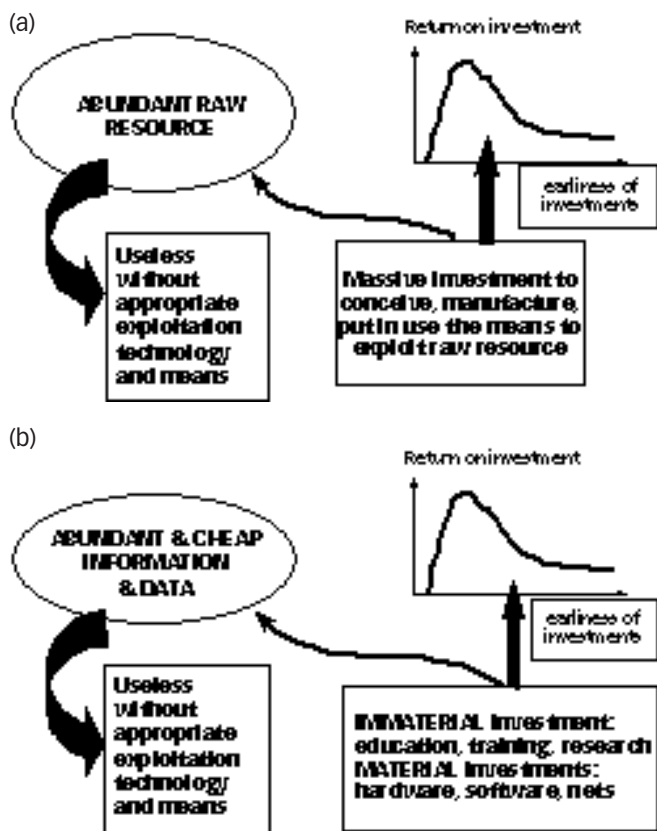 (a)
Return on investment
ABUNDANT RAW
RESOURCE
earliness of
investments
Useless
without
appropriate
exploitation
technology
and means
Massive investment to
conceive, manufacture,
put in use the means to
exploit raw resource
(b)
Return on investment
ABUNDANT & CHEAP
INFORMATION
& DATA
earliness of
investments
Useless
without
appropriate
exploitation
technology
and means
IMMATERIAL investment:
education, training, research
MATERIAL investments:
hardware, software, nets